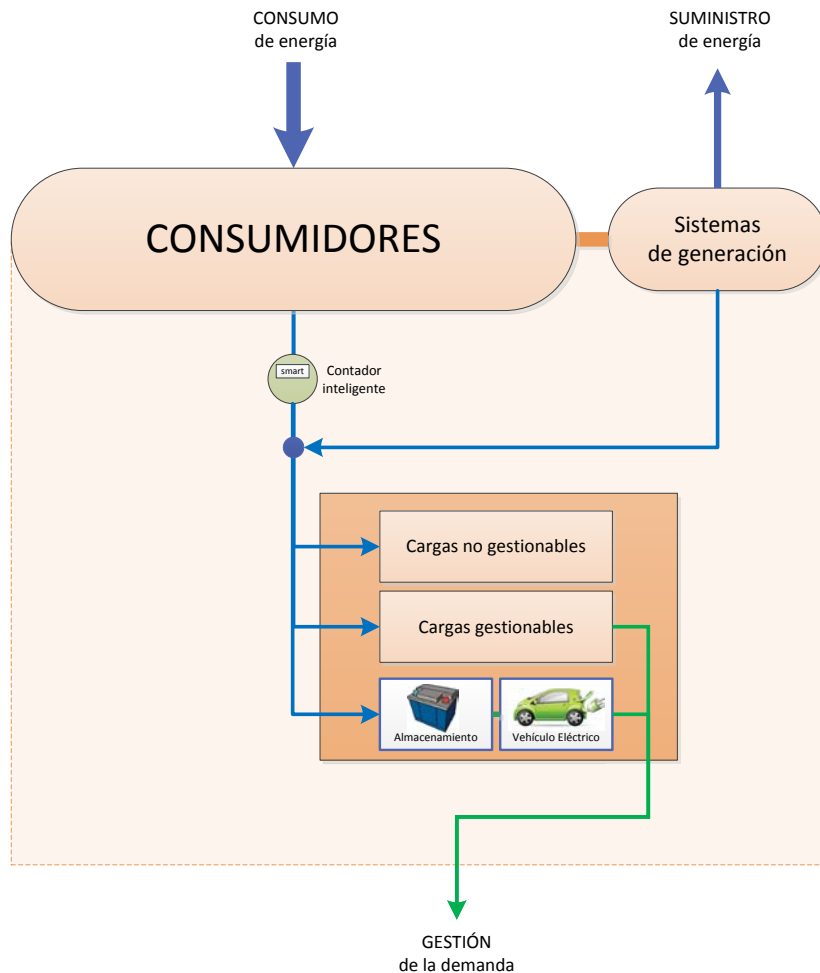 CONSUMO
de energía
SUMINISTRO
de energía
CONSUMIDORES
Sistemas
de generación
smart
Contador
inteligente
Cargas no gestionables
Cargas gestionables
Almacenamiento
Vehículo Eléctrico
GESTIÓN
de la demanda